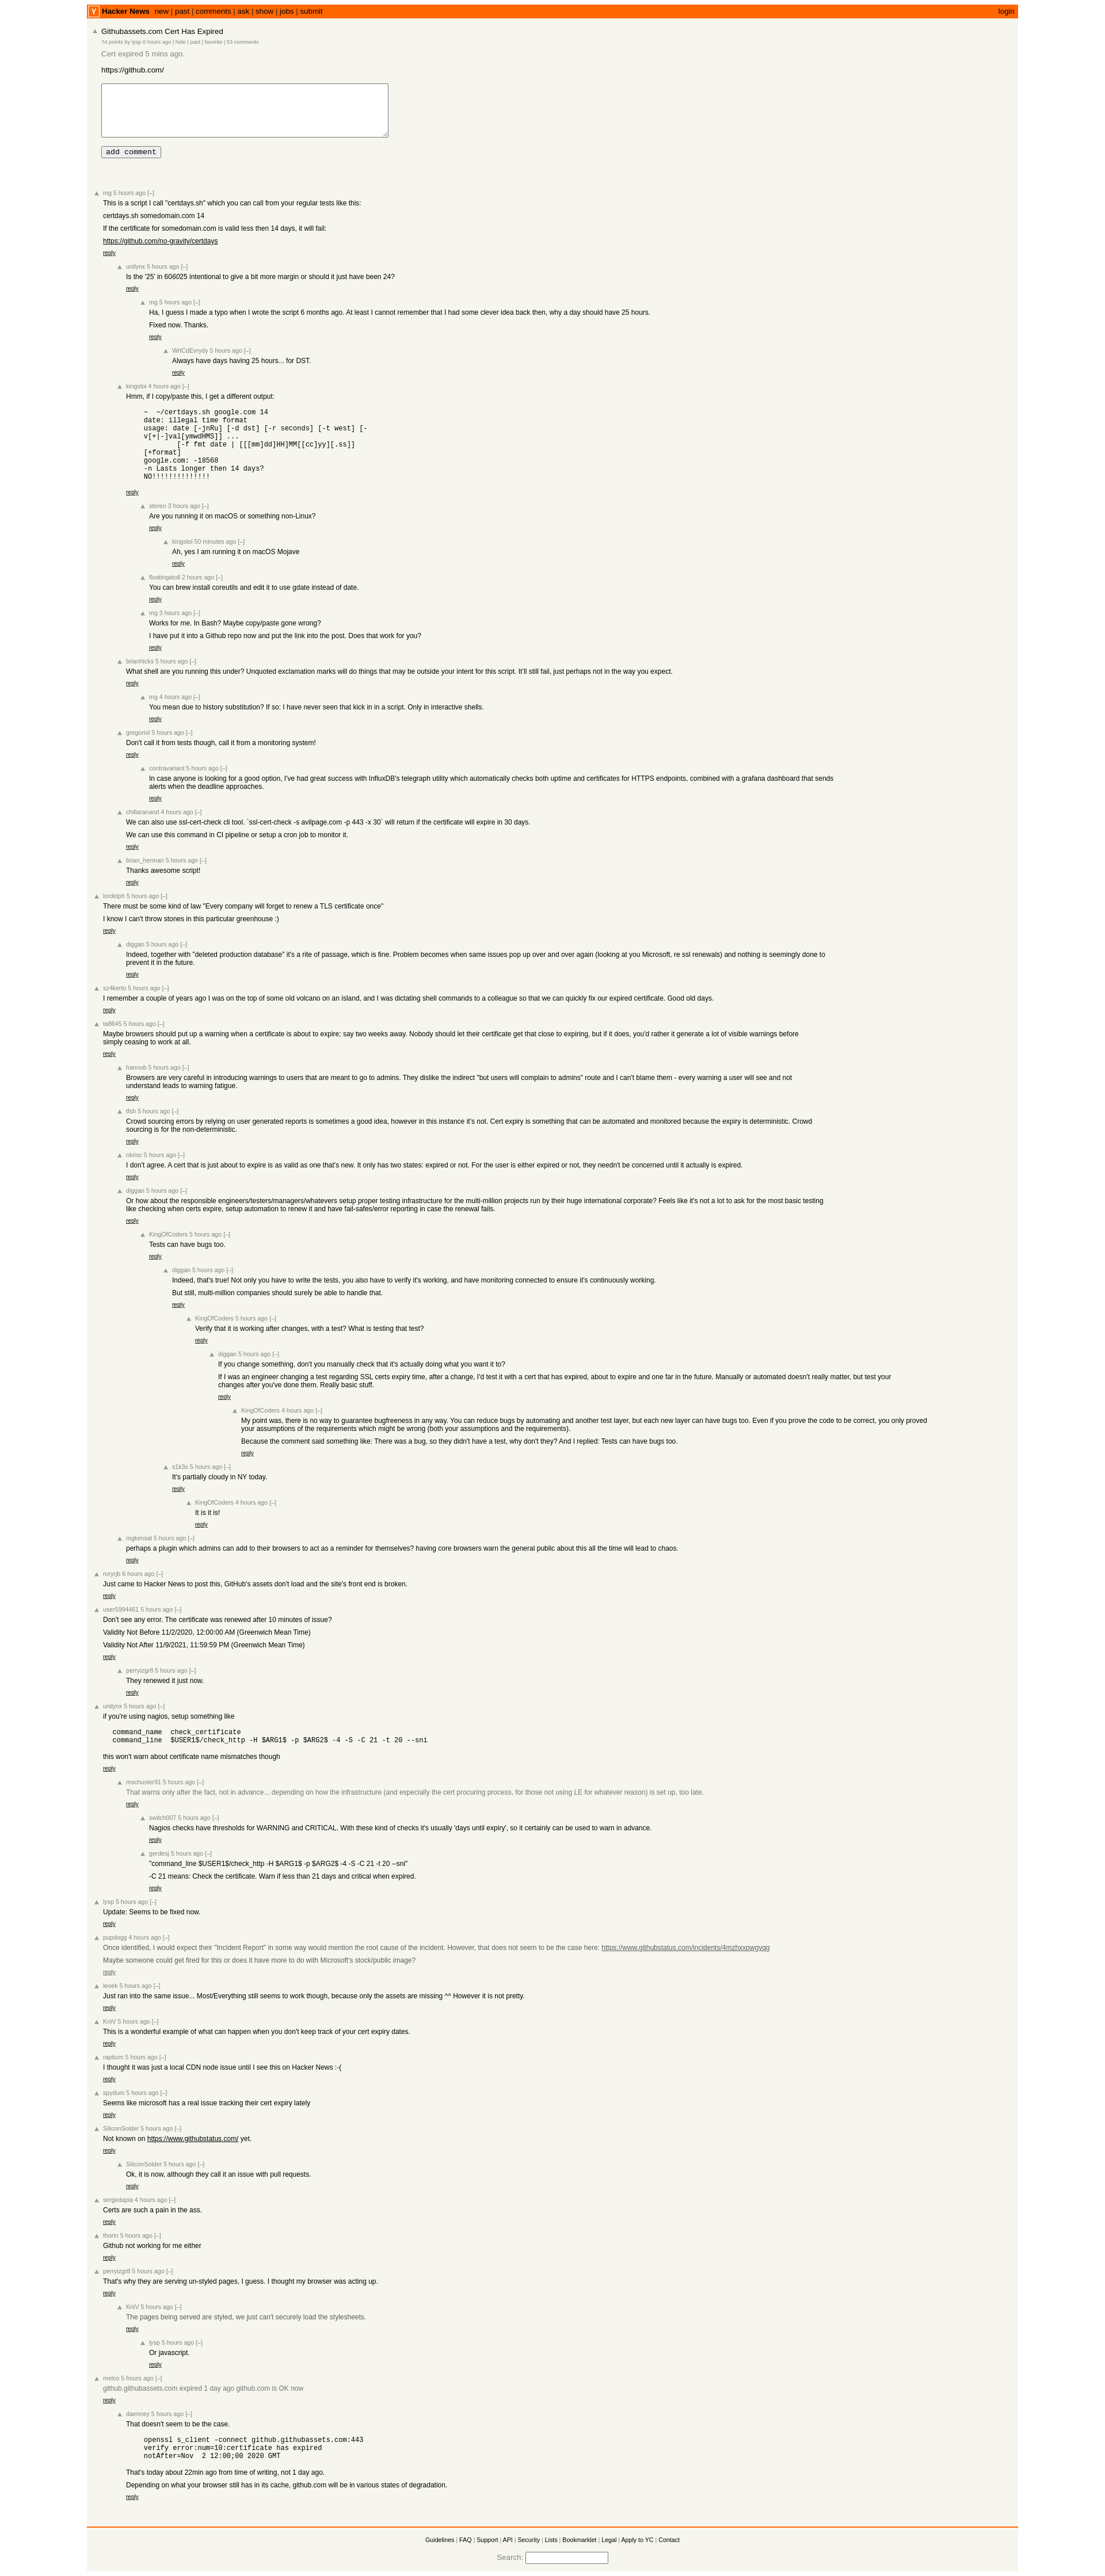 Y Hacker News new | past | comments | ask | show | jobs | submit login
Githubassets.com Cert Has Expired
74 points by lysp 6 hours ago | hide | past | favorite | 53 comments
Cert expired 5 mins ago.
https://github.com/
add comment
mg 5 hours ago [–]
This is a script I call "certdays.sh" which you can call from your regular tests like this:
certdays.sh somedomain.com 14
If the certificate for somedomain.com is valid less then 14 days, it will fail:
https://github.com/no-gravity/certdays
reply
unilynx 5 hours ago [–]
Is the '25' in 606025 intentional to give a bit more margin or should it just have been 24?
reply
mg 5 hours ago [–]
Ha, I guess I made a typo when I wrote the script 6 months ago. At least I cannot remember that I had some clever idea back then, why a day should have 25 hours.
Fixed now. Thanks.
reply
WrtCdEvrydy 5 hours ago [–]
Always have days having 25 hours... for DST.
reply
kingsloi 4 hours ago [–]
Hmm, if I copy/paste this, I get a different output:
~  ~/certdays.sh google.com 14
date: illegal time format
usage: date [-jnRu] [-d dst] [-r seconds] [-t west] [-
v[+|-]val[ymwdHMS]] ...
[-f fmt date | [[[mm]dd]HH]MM[[cc]yy][.ss]]
[+format]
google.com: -18568
-n Lasts longer then 14 days?
NO!!!!!!!!!!!!!!
reply
stereo 3 hours ago [–]
Are you running it on macOS or something non-Linux?
reply
kingsloi 50 minutes ago [–]
Ah, yes I am running it on macOS Mojave
reply
floatingatoll 2 hours ago [–]
You can brew install coreutils and edit it to use gdate instead of date.
reply
mg 3 hours ago [–]
Works for me. In Bash? Maybe copy/paste gone wrong?
I have put it into a Github repo now and put the link into the post. Does that work for you?
reply
brianhicks 5 hours ago [–]
What shell are you running this under? Unquoted exclamation marks will do things that may be outside your intent for this script. It'll still fail, just perhaps not in the way you expect.
reply
mg 4 hours ago [–]
You mean due to history substitution? If so: I have never seen that kick in in a script. Only in interactive shells.
reply
gregoriol 5 hours ago [–]
Don't call it from tests though, call it from a monitoring system!
reply
contravariant 5 hours ago [–]
In case anyone is looking for a good option, I've had great success with InfluxDB's telegraph utility which automatically checks both uptime and certificates for HTTPS endpoints, combined with a grafana dashboard that sends
alerts when the deadline approaches.
reply
chillaranand 4 hours ago [–]
We can also use ssl-cert-check cli tool. `ssl-cert-check -s avilpage.com -p 443 -x 30` will return if the certificate will expire in 30 days.
We can use this command in CI pipeline or setup a cron job to monitor it.
reply
brian_herman 5 hours ago [–]
Thanks awesome script!
reply
lordelph 5 hours ago [–]
There must be some kind of law "Every company will forget to renew a TLS certificate once"
I know I can't throw stones in this particular greenhouse :)
reply
diggan 5 hours ago [–]
Indeed, together with "deleted production database" it's a rite of passage, which is fine. Problem becomes when same issues pop up over and over again (looking at you Microsoft, re ssl renewals) and nothing is seemingly done to
prevent it in the future.
reply
sz4kerto 5 hours ago [–]
I remember a couple of years ago I was on the top of some old volcano on an island, and I was dictating shell commands to a colleague so that we can quickly fix our expired certificate. Good old days.
reply
ta8645 5 hours ago [–]
Maybe browsers should put up a warning when a certificate is about to expire; say two weeks away. Nobody should let their certificate get that close to expiring, but if it does, you'd rather it generate a lot of visible warnings before
simply ceasing to work at all.
reply
hannob 5 hours ago [–]
Browsers are very careful in introducing warnings to users that are meant to go to admins. They dislike the indirect "but users will complain to admins" route and I can't blame them - every warning a user will see and not
understand leads to warning fatigue.
reply
tfsh 5 hours ago [–]
Crowd sourcing errors by relying on user generated reports is sometimes a good idea, however in this instance it's not. Cert expiry is something that can be automated and monitored because the expiry is deterministic. Crowd
sourcing is for the non-deterministic.
reply
nkrisc 5 hours ago [–]
I don't agree. A cert that is just about to expire is as valid as one that's new. It only has two states: expired or not. For the user is either expired or not, they needn't be concerned until it actually is expired.
reply
diggan 5 hours ago [–]
Or how about the responsible engineers/testers/managers/whatevers setup proper testing infrastructure for the multi-million projects run by their huge international corporate? Feels like it's not a lot to ask for the most basic testing
like checking when certs expire, setup automation to renew it and have fail-safes/error reporting in case the renewal fails.
reply
KingOfCoders 5 hours ago [–]
Tests can have bugs too.
reply
diggan 5 hours ago [–]
Indeed, that's true! Not only you have to write the tests, you also have to verify it's working, and have monitoring connected to ensure it's continuously working.
But still, multi-million companies should surely be able to handle that.
reply
KingOfCoders 5 hours ago [–]
Verify that it is working after changes, with a test? What is testing that test?
reply
diggan 5 hours ago [–]
If you change something, don't you manually check that it's actually doing what you want it to?
If I was an engineer changing a test regarding SSL certs expiry time, after a change, I'd test it with a cert that has expired, about to expire and one far in the future. Manually or automated doesn't really matter, but test your
changes after you've done them. Really basic stuff.
reply
KingOfCoders 4 hours ago [–]
My point was, there is no way to guarantee bugfreeness in any way. You can reduce bugs by automating and another test layer, but each new layer can have bugs too. Even if you prove the code to be correct, you only proved
your assumptions of the requirements which might be wrong (both your assumptions and the requirements).
Because the comment said something like: There was a bug, so they didn't have a test, why don't they? And I replied: Tests can have bugs too.
reply
s1k3s 5 hours ago [–]
It's partially cloudy in NY today.
reply
KingOfCoders 4 hours ago [–]
It is it is!
reply
mgkimsal 5 hours ago [–]
perhaps a plugin which admins can add to their browsers to act as a reminder for themselves? having core browsers warn the general public about this all the time will lead to chaos.
reply
roryrjb 6 hours ago [–]
Just came to Hacker News to post this, GitHub's assets don't load and the site's front end is broken.
reply
user5994461 5 hours ago [–]
Don't see any error. The certificate was renewed after 10 minutes of issue?
Validity Not Before 11/2/2020, 12:00:00 AM (Greenwich Mean Time)
Validity Not After 11/9/2021, 11:59:59 PM (Greenwich Mean Time)
reply
perryizgr8 5 hours ago [–]
They renewed it just now.
reply
unilynx 5 hours ago [–]
if you're using nagios, setup something like
command_name  check_certificate
command_line  $USER1$/check_http -H $ARG1$ -p $ARG2$ -4 -S -C 21 -t 20 --sni
this won't warn about certificate name mismatches though
reply
mschuster91 5 hours ago [–]
That warns only after the fact, not in advance... depending on how the infrastructure (and especially the cert procuring process, for those not using LE for whatever reason) is set up, too late.
reply
switch007 5 hours ago [–]
Nagios checks have thresholds for WARNING and CRITICAL. With these kind of checks it's usually 'days until expiry', so it certainly can be used to warn in advance.
reply
gerdesj 5 hours ago [–]
"command_line $USER1$/check_http -H $ARG1$ -p $ARG2$ -4 -S -C 21 -t 20 --sni"
-C 21 means: Check the certificate. Warn if less than 21 days and critical when expired.
reply
lysp 5 hours ago [–]
Update: Seems to be fixed now.
reply
pupdogg 4 hours ago [–]
Once identified, I would expect their "Incident Report" in some way would mention the root cause of the incident. However, that does not seem to be the case here: https://www.githubstatus.com/incidents/4mzhxxpwgvqg
Maybe someone could get fired for this or does it have more to do with Microsoft's stock/public image?
reply
leoek 5 hours ago [–]
Just ran into the same issue... Most/Everything still seems to work though, because only the assets are missing ^^ However it is not pretty.
reply
KriiV 5 hours ago [–]
This is a wonderful example of what can happen when you don't keep track of your cert expiry dates.
reply
raptium 5 hours ago [–]
I thought it was just a local CDN node issue until I see this on Hacker News :-(
reply
spydum 5 hours ago [–]
Seems like microsoft has a real issue tracking their cert expiry lately
reply
SiliconSolder 5 hours ago [–]
Not known on https://www.githubstatus.com/ yet.
reply
SiliconSolder 5 hours ago [–]
Ok, it is now, although they call it an issue with pull requests.
reply
sergiotapia 4 hours ago [–]
Certs are such a pain in the ass.
reply
thorin 5 hours ago [–]
Github not working for me either
reply
perryizgr8 5 hours ago [–]
That's why they are serving un-styled pages, I guess. I thought my browser was acting up.
reply
KriiV 5 hours ago [–]
The pages being served are styled, we just can't securely load the stylesheets.
reply
lysp 5 hours ago [–]
Or javascript.
reply
melco 5 hours ago [–]
github.githubassets.com expired 1 day ago github.com is OK now
reply
daenney 5 hours ago [–]
That doesn't seem to be the case.
openssl s_client -connect github.githubassets.com:443
verify error:num=10:certificate has expired
notAfter=Nov  2 12:00;00 2020 GMT
That's today about 22min ago from time of writing, not 1 day ago.
Depending on what your browser still has in its cache, github.com will be in various states of degradation.
reply
Guidelines | FAQ | Support | API | Security | Lists | Bookmarklet | Legal | Apply to YC | Contact
Search: